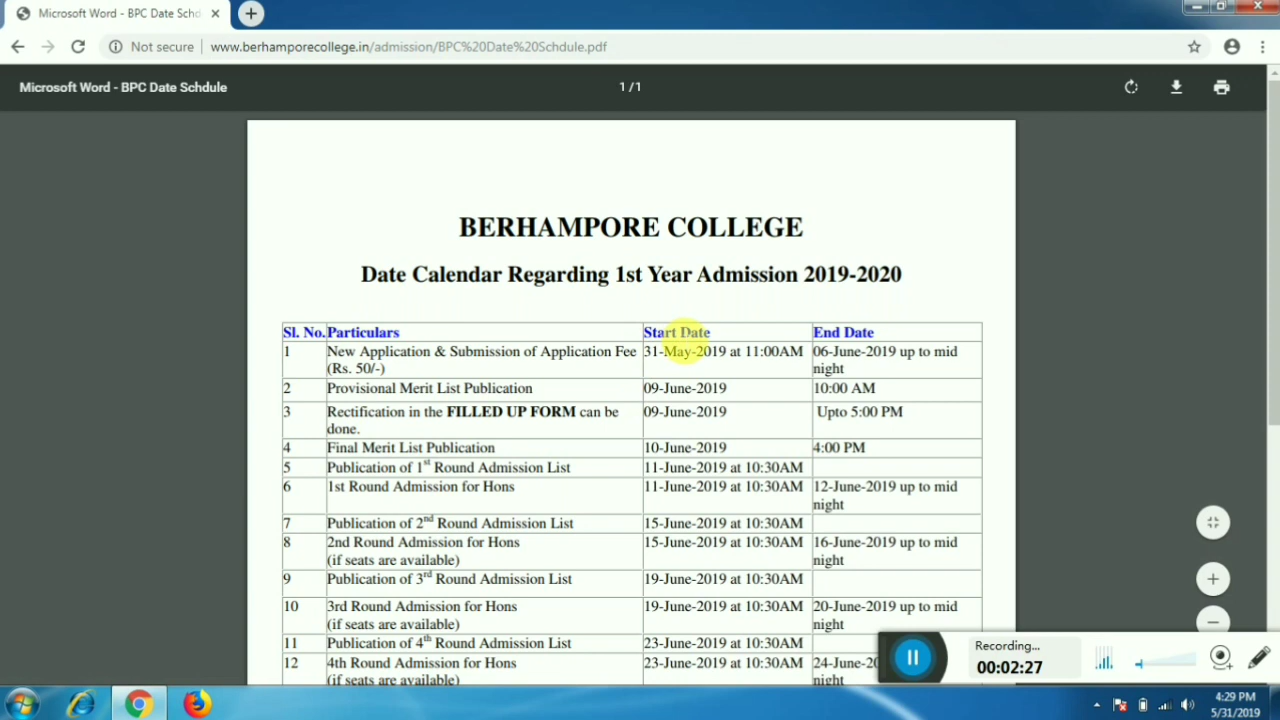 Microsoft Word - BPC Date Sch
Not secure | www.berhamporecollege.in/admission/BPC%20Date%20Schdule.pdf
Microsoft Word - BPC Date Schdule
1 / 1
BERHAMPORE COLLEGE
Date Calendar Regarding 1st Year Admission 2019-2020
Sl. No. Particulars Start Date End Date
1 New Application & Submission of Application Fee 31-May-2019 at 11:00AM 06-June-2019 up to mid
(Rs. 50/-) night
2 Provisional Merit List Publication 09-June-2019 10:00 AM
3 Rectification in the FILLED UP FORM can be 09-June-2019 Upto 5:00 PM
done.
4 Final Merit List Publication 10-June-2019 4:00 PM
5 Publication of 1st Round Admission List 11-June-2019 at 10:30AM
6 1st Round Admission for Hons 11-June-2019 at 10:30AM 12-June-2019 up to mid
night
7 Publication of 2nd Round Admission List 15-June-2019 at 10:30AM
8 2nd Round Admission for Hons 15-June-2019 at 10:30AM 16-June-2019 up to mid
(if seats are available) night
9 Publication of 3rd Round Admission List 19-June-2019 at 10:30AM
10 3rd Round Admission for Hons 19-June-2019 at 10:30AM 20-June-2019 up to mid
(if seats are available) night
11 Publication of 4th Round Admission List 23-June-2019 at 10:30AM
12 4th Round Admission for Hons 23-June-2019 at 10:30AM 24-June-20
(if seats are available) night
Recording...
00:02:27
4:29 PM
5/31/2019